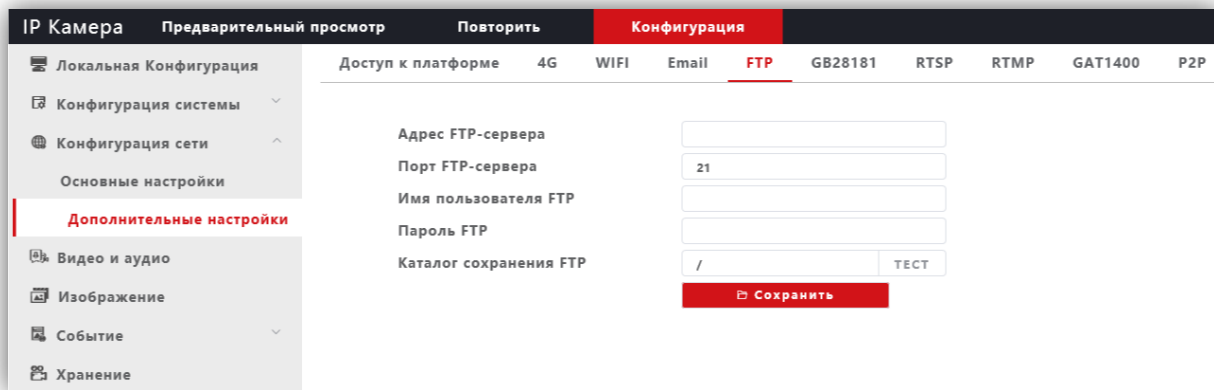 IP Камера Предварительный просмотр Повторить Конфигурация
Локальная Конфигурация
Конфигурация системы
Конфигурация сети
Основные настройки
Дополнительные настройки
Видео и аудио
Изображение
Событие
Хранение
Доступ к платформе 4G WIFI Email FTP GB28181 RTSP RTMP GAT1400 P2P
Адрес FTP-сервера
Порт FTP-сервера 21
Имя пользователя FTP
Пароль FTP
Каталог сохранения FTP / ТЕСТ
Сохранить